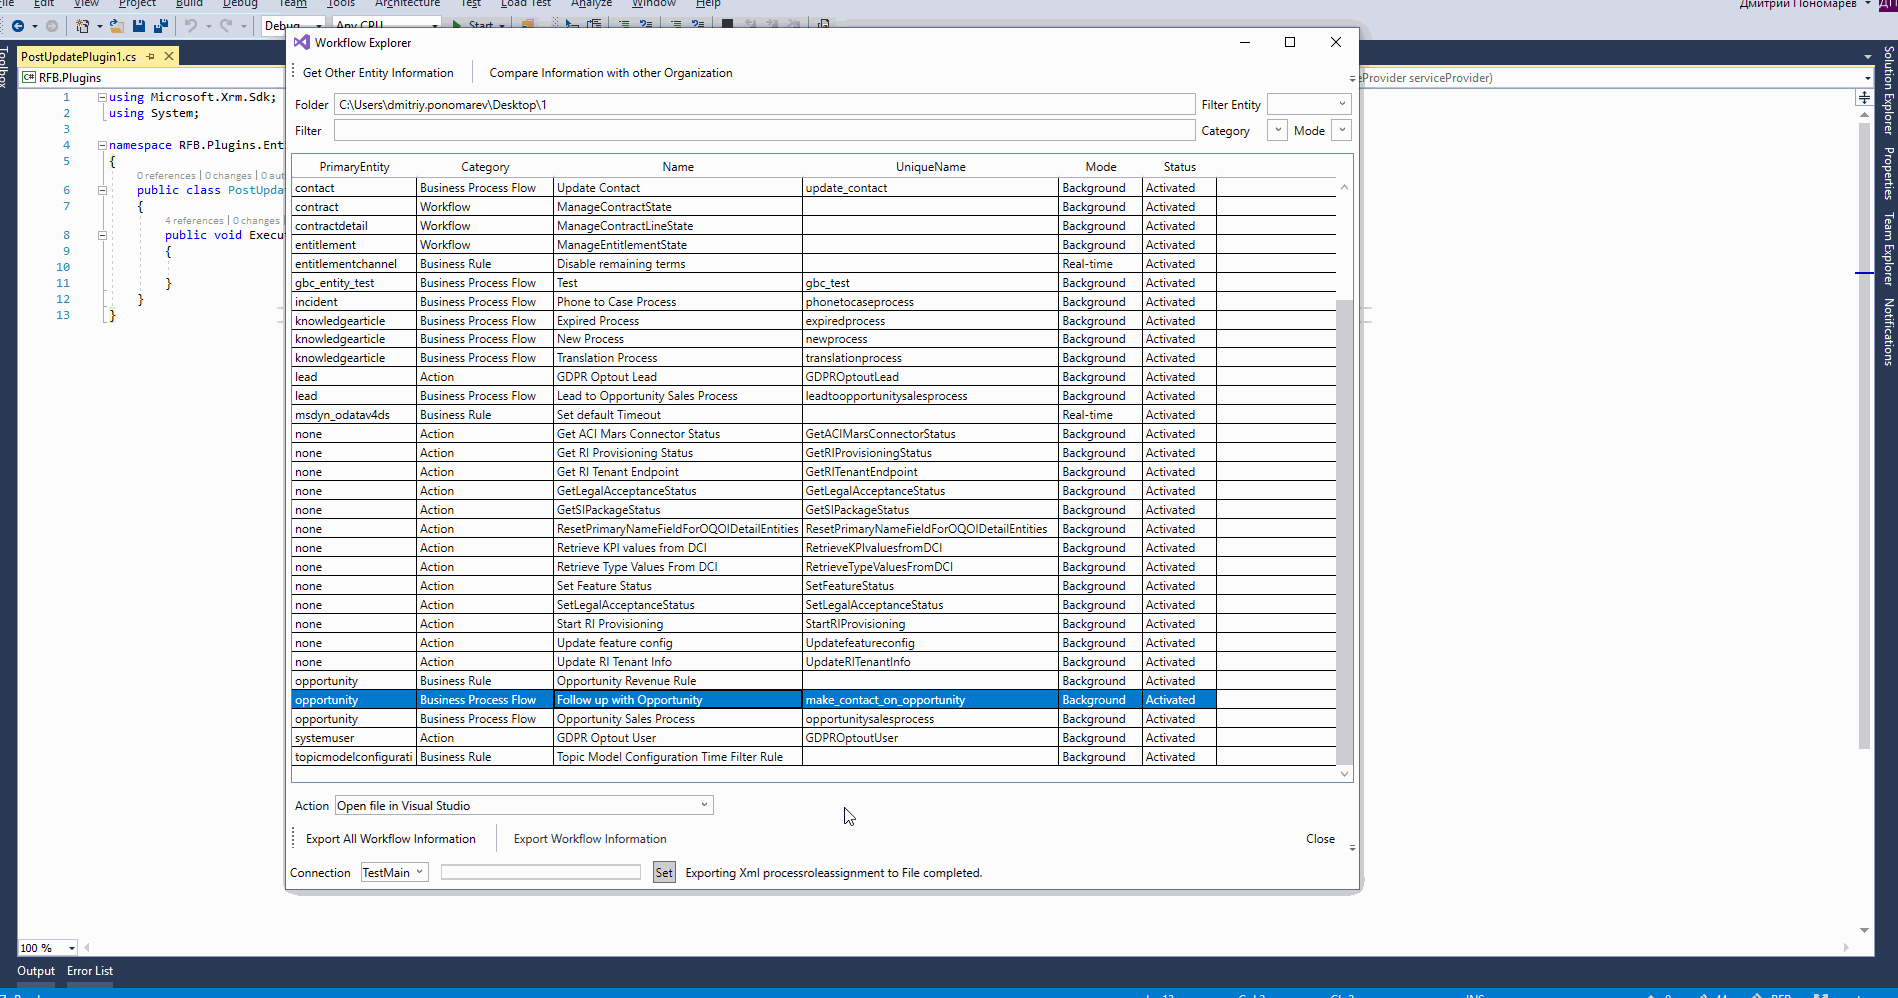 File Edit View Project Build Debug Team Tools Architecture Test Load Test Analyze Window Help
Дмитрий Пономарев
Debug Any CPU Start
PostUpdatePlugin1.cs
RFB.Plugins
eProvider serviceProvider)
1 using Microsoft.Xrm.Sdk;
2 using System;
3
4 namespace RFB.Plugins.Ent
5 {
0 references | 0 changes | 0 aut
6 public class PostUpda
7 {
4 references | 0 changes |
8 public void Execu
9 {
10
11 }
12 }
13 }
Toolbox
Solution Explorer
Properties
Team Explorer
Notifications
Workflow Explorer
Get Other Entity Information Compare Information with other Organization
Folder C:\Users\dmitriy.ponomarev\Desktop\1 Filter Entity
Filter Category Mode
PrimaryEntity Category Name UniqueName Mode Status
contact Business Process Flow Update Contact update_contact Background Activated
contract Workflow ManageContractState Background Activated
contractdetail Workflow ManageContractLineState Background Activated
entitlement Workflow ManageEntitlementState Background Activated
entitlementchannel Business Rule Disable remaining terms Real-time Activated
gbc_entity_test Business Process Flow Test gbc_test Background Activated
incident Business Process Flow Phone to Case Process phonetocaseprocess Background Activated
knowledgearticle Business Process Flow Expired Process expiredprocess Background Activated
knowledgearticle Business Process Flow New Process newprocess Background Activated
knowledgearticle Business Process Flow Translation Process translationprocess Background Activated
lead Action GDPR Optout Lead GDPROptoutLead Background Activated
lead Business Process Flow Lead to Opportunity Sales Process leadtoopportunitysalesprocess Background Activated
msdyn_odatav4ds Business Rule Set default Timeout Real-time Activated
none Action Get ACI Mars Connector Status GetACIMarsConnectorStatus Background Activated
none Action Get RI Provisioning Status GetRIProvisioningStatus Background Activated
none Action Get RI Tenant Endpoint GetRITenantEndpoint Background Activated
none Action GetLegalAcceptanceStatus GetLegalAcceptanceStatus Background Activated
none Action GetSIPackageStatus GetSIPackageStatus Background Activated
none Action ResetPrimaryNameFieldForOQOIDetailEntities ResetPrimaryNameFieldForOQOIDetailEntities Background Activated
none Action Retrieve KPI values from DCI RetrieveKPIvaluesfromDCI Background Activated
none Action Retrieve Type Values From DCI RetrieveTypeValuesFromDCI Background Activated
none Action Set Feature Status SetFeatureStatus Background Activated
none Action SetLegalAcceptanceStatus SetLegalAcceptanceStatus Background Activated
none Action Start RI Provisioning StartRIProvisioning Background Activated
none Action Update feature config Updatefeatureconfig Background Activated
none Action Update RI Tenant Info UpdateRITenantInfo Background Activated
opportunity Business Rule Opportunity Revenue Rule Background Activated
opportunity Business Process Flow Follow up with Opportunity make_contact_on_opportunity Background Activated
opportunity Business Process Flow Opportunity Sales Process opportunitysalesprocess Background Activated
systemuser Action GDPR Optout User GDPROptoutUser Background Activated
topicmodelconfigurati Business Rule Topic Model Configuration Time Filter Rule Background Activated
Action Open file in Visual Studio
Export All Workflow Information Export Workflow Information Close
Connection TestMain Set Exporting Xml processroleassignment to File completed.
100 %
Output Error List